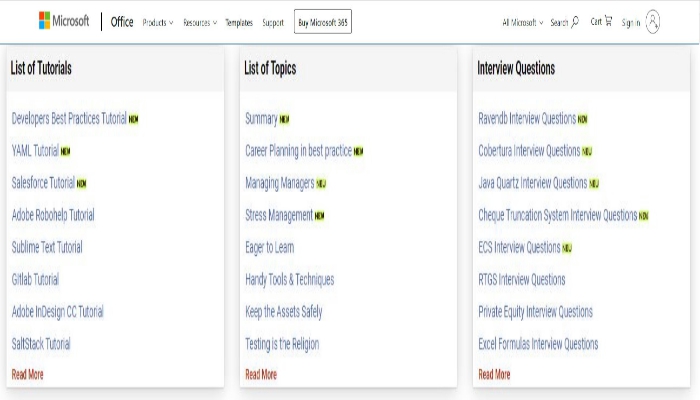 Microsoft Office Products Resources Templates Support Buy Microsoft 365 All Microsoft Search Cart Sign in
List of Tutorials
Developers Best Practices Tutorial NEW
YAML Tutorial NEW
Salesforce Tutorial NEW
Adobe Robohelp Tutorial
Sublime Text Tutorial
Gitlab Tutorial
Adobe InDesign CC Tutorial
SaltStack Tutorial
Read More
List of Topics
Summary NEW
Career Planning in best practice NEW
Managing Managers NEW
Stress Management NEW
Eager to Learn
Handy Tools & Techniques
Keep the Assets Safely
Testing is the Religion
Read More
Interview Questions
Ravendb Interview Questions NEW
Cobertura Interview Questions NEW
Java Quartz Interview Questions NEW
Cheque Truncation System Interview Questions NEW
ECS Interview Questions NEW
RTGS Interview Questions
Private Equity Interview Questions
Excel Formulas Interview Questions
Read More